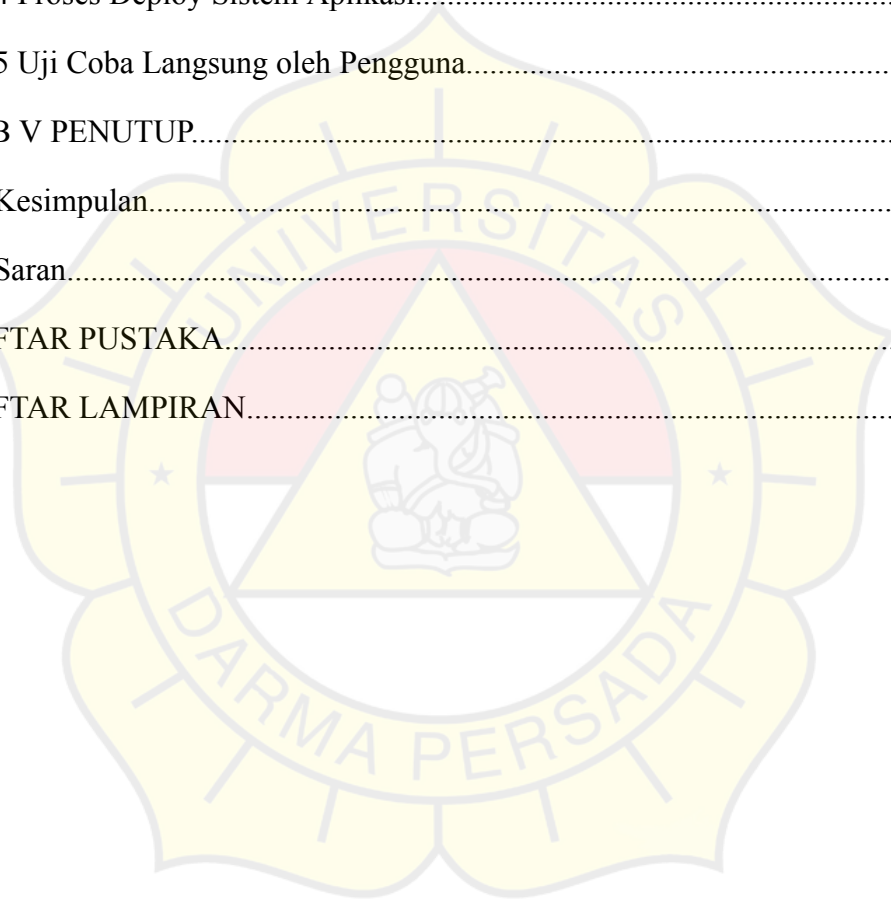 Proses Deploy Sistem Aplikasi....................................................
5 Uji Coba Langsung oleh Pengguna....................................................
B V PENUTUP....................................................
Kesimpulan....................................................
Saran....................................................
FTAR PUSTAKA....................................................
FTAR LAMPIRAN....................................................
UNIVERSITAS
DARMA PERSADA